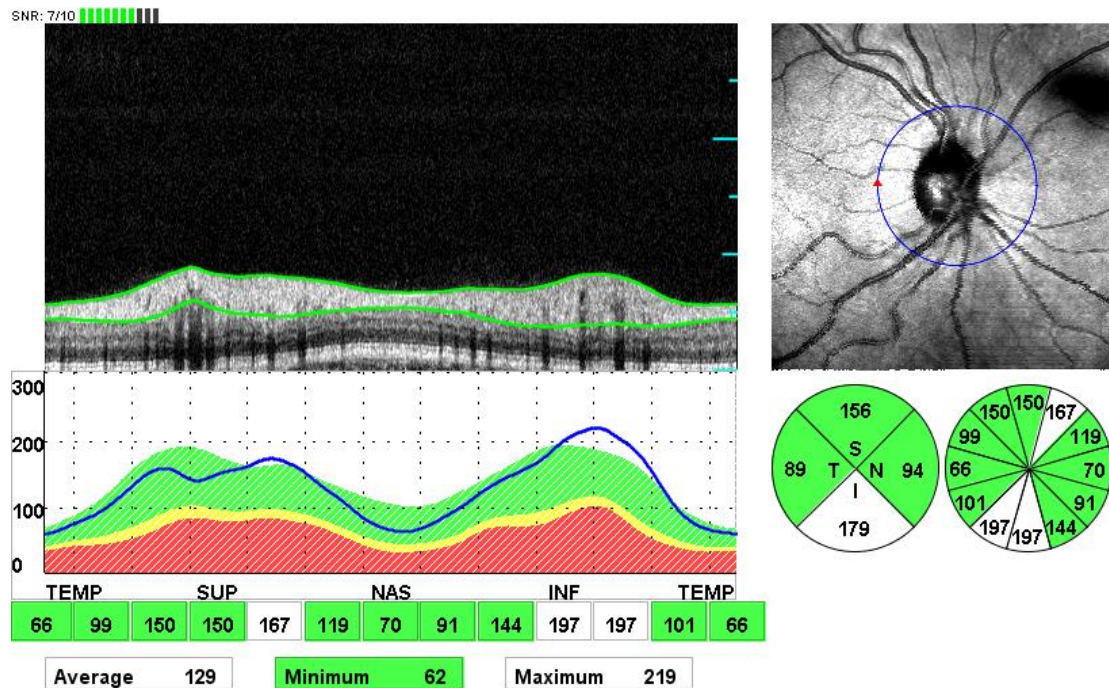 SNR: 7/10
300
200
100
0
TEMP SUP NAS INF TEMP
66 99 150 150 167 119 70 91 144 197 197 101 66
Average 129 Minimum 62 Maximum 219
156
S
89 T N 94
I
179
150 150 167
99 119
66 70
101 91
197 197 144